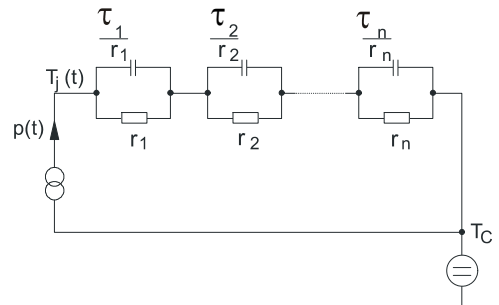 τ1 τ2 τn
r1 r2 rn
Tj (t)
r1 r2 rn
p(t)
TC